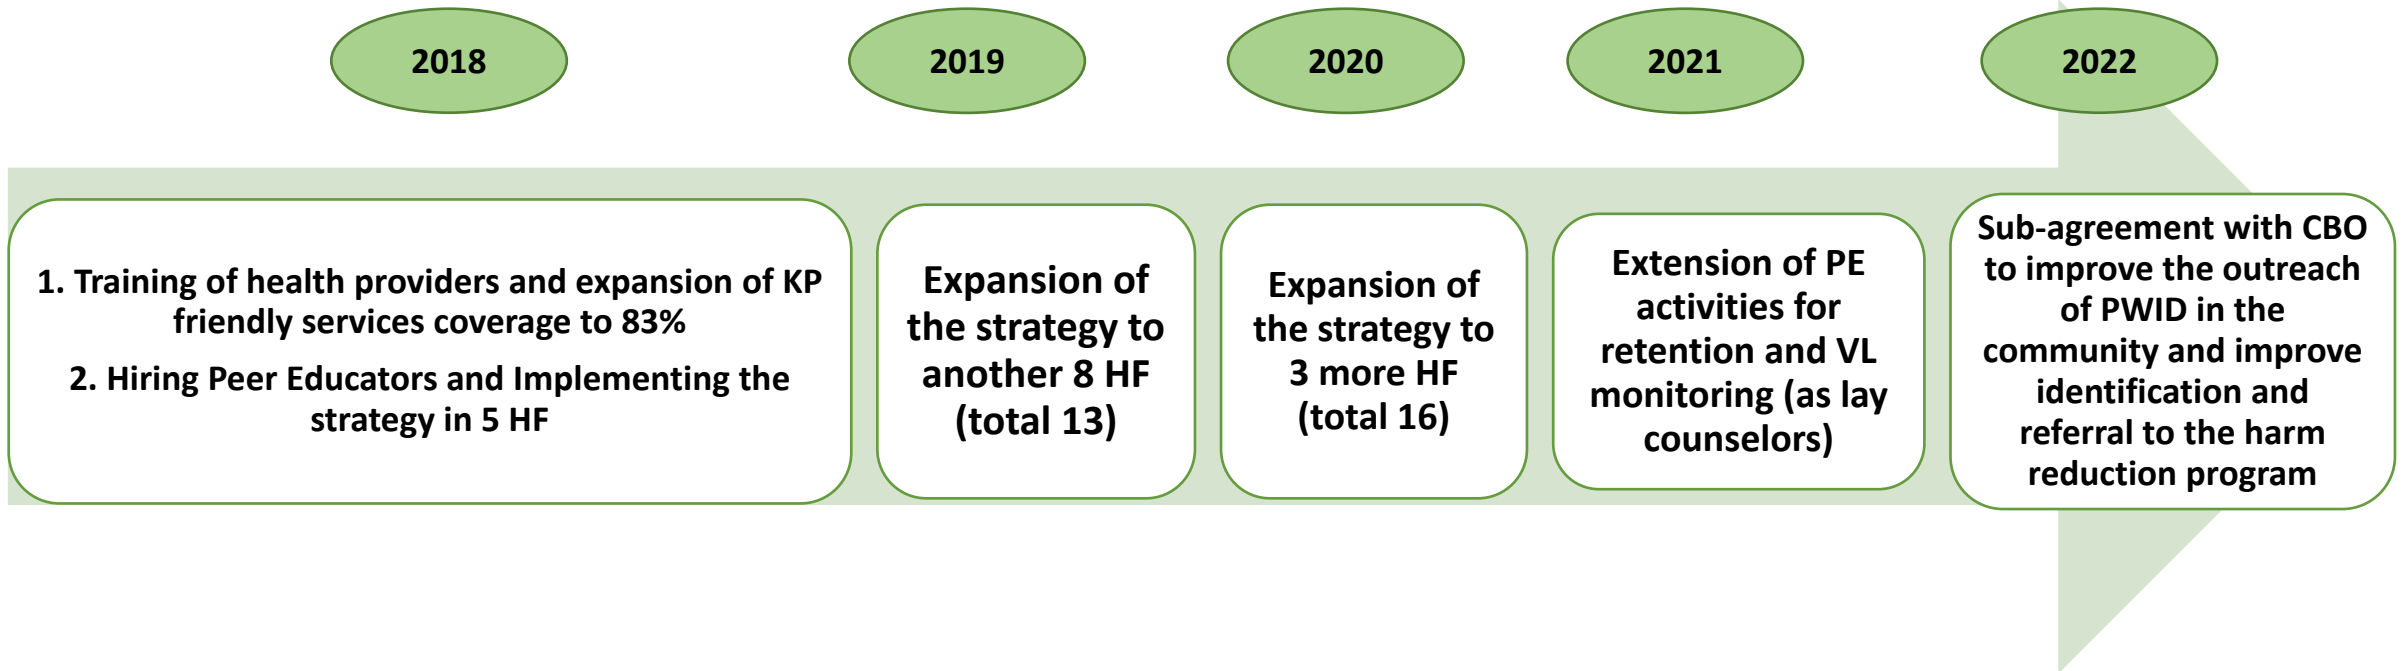 2018
2019
2020
2021
2022
1. Training of health providers and expansion of KP
friendly services coverage to 83%
2. Hiring Peer Educators and Implementing the
strategy in 5 HF
Expansion of
the strategy to
another 8 HF
(total 13)
Expansion of
the strategy to
3 more HF
(total 16)
Extension of PE
activities for
retention and VL
monitoring (as lay
counselors)
Sub-agreement with CBO
to improve the outreach
of PWID in the
community and improve
identification and
referral to the harm
reduction program